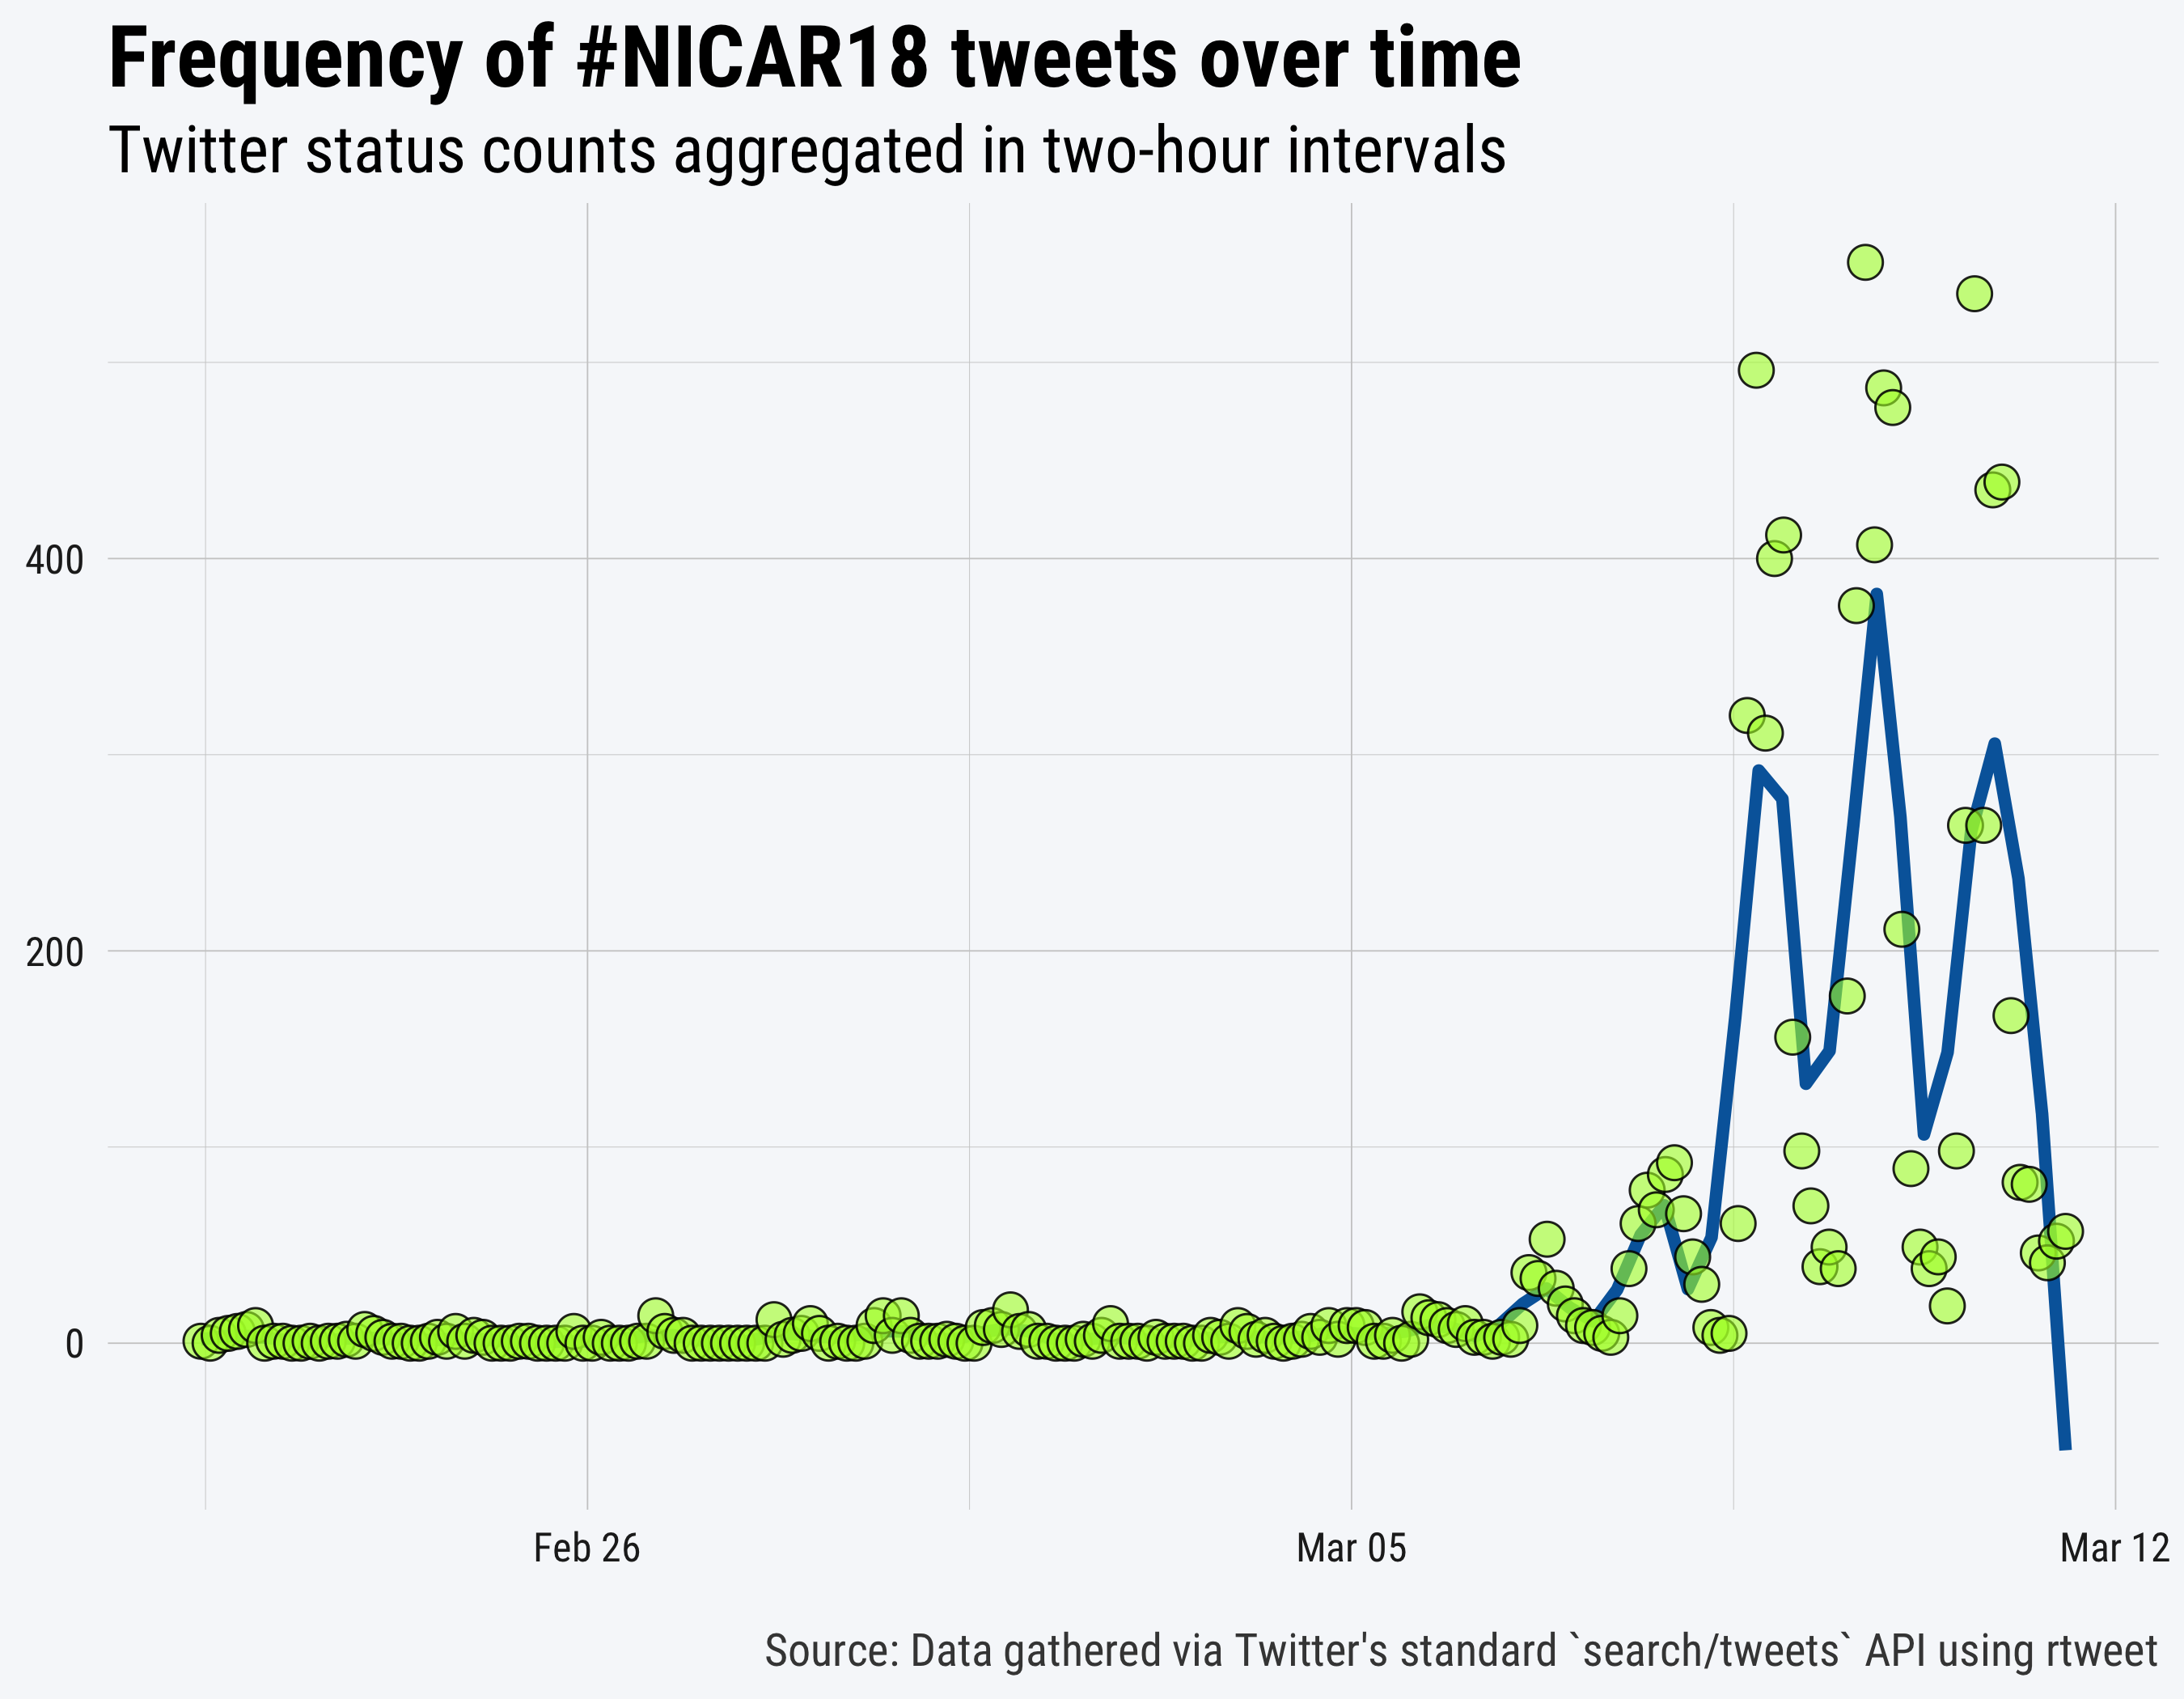 Frequency of #NICAR18 tweets over time
Twitter status counts aggregated in two-hour intervals
400
200
0
Feb 26
Mar 05
Mar 12
Source: Data gathered via Twitter's standard `search/tweets` API using rtweet